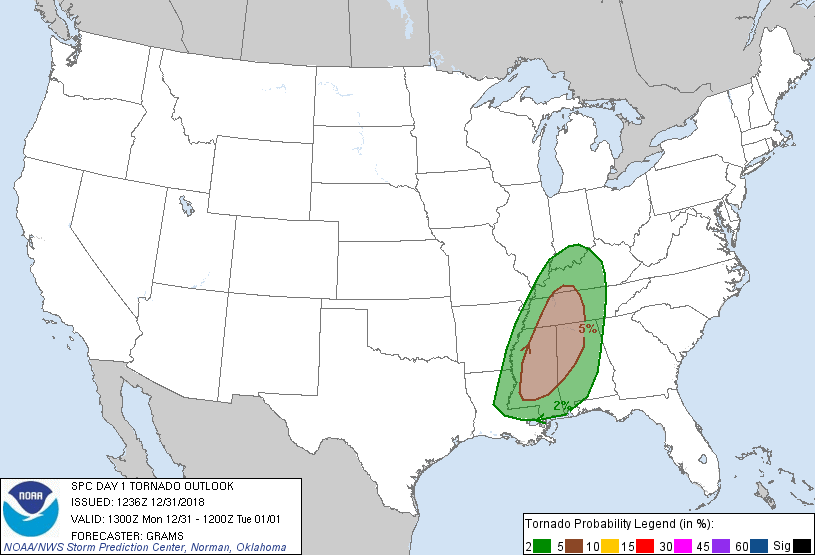 5%
2%
NOAA
SPC DAY 1 TORNADO OUTLOOK
ISSUED: 1236Z 12/31/2018
VALID: 1300Z Mon 12/31 - 1200Z Tue 01/01
FORECASTER: GRAMS
NOAA/NWS Storm Prediction Center, Norman, Oklahoma
Tornado Probability Legend (in %):
2 5 10 15 30 45 60 Sig